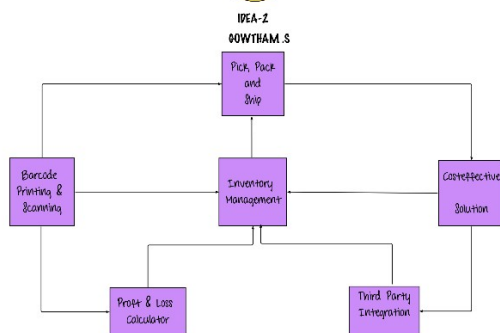 IDEA-2
GOWTHAM.S
Pick, Pack
and
Ship
Barcode
Printing &
Scanning
Inventory
Management
Costeffective
Solution
Profit & Loss
Calculator
Third Party
Integration